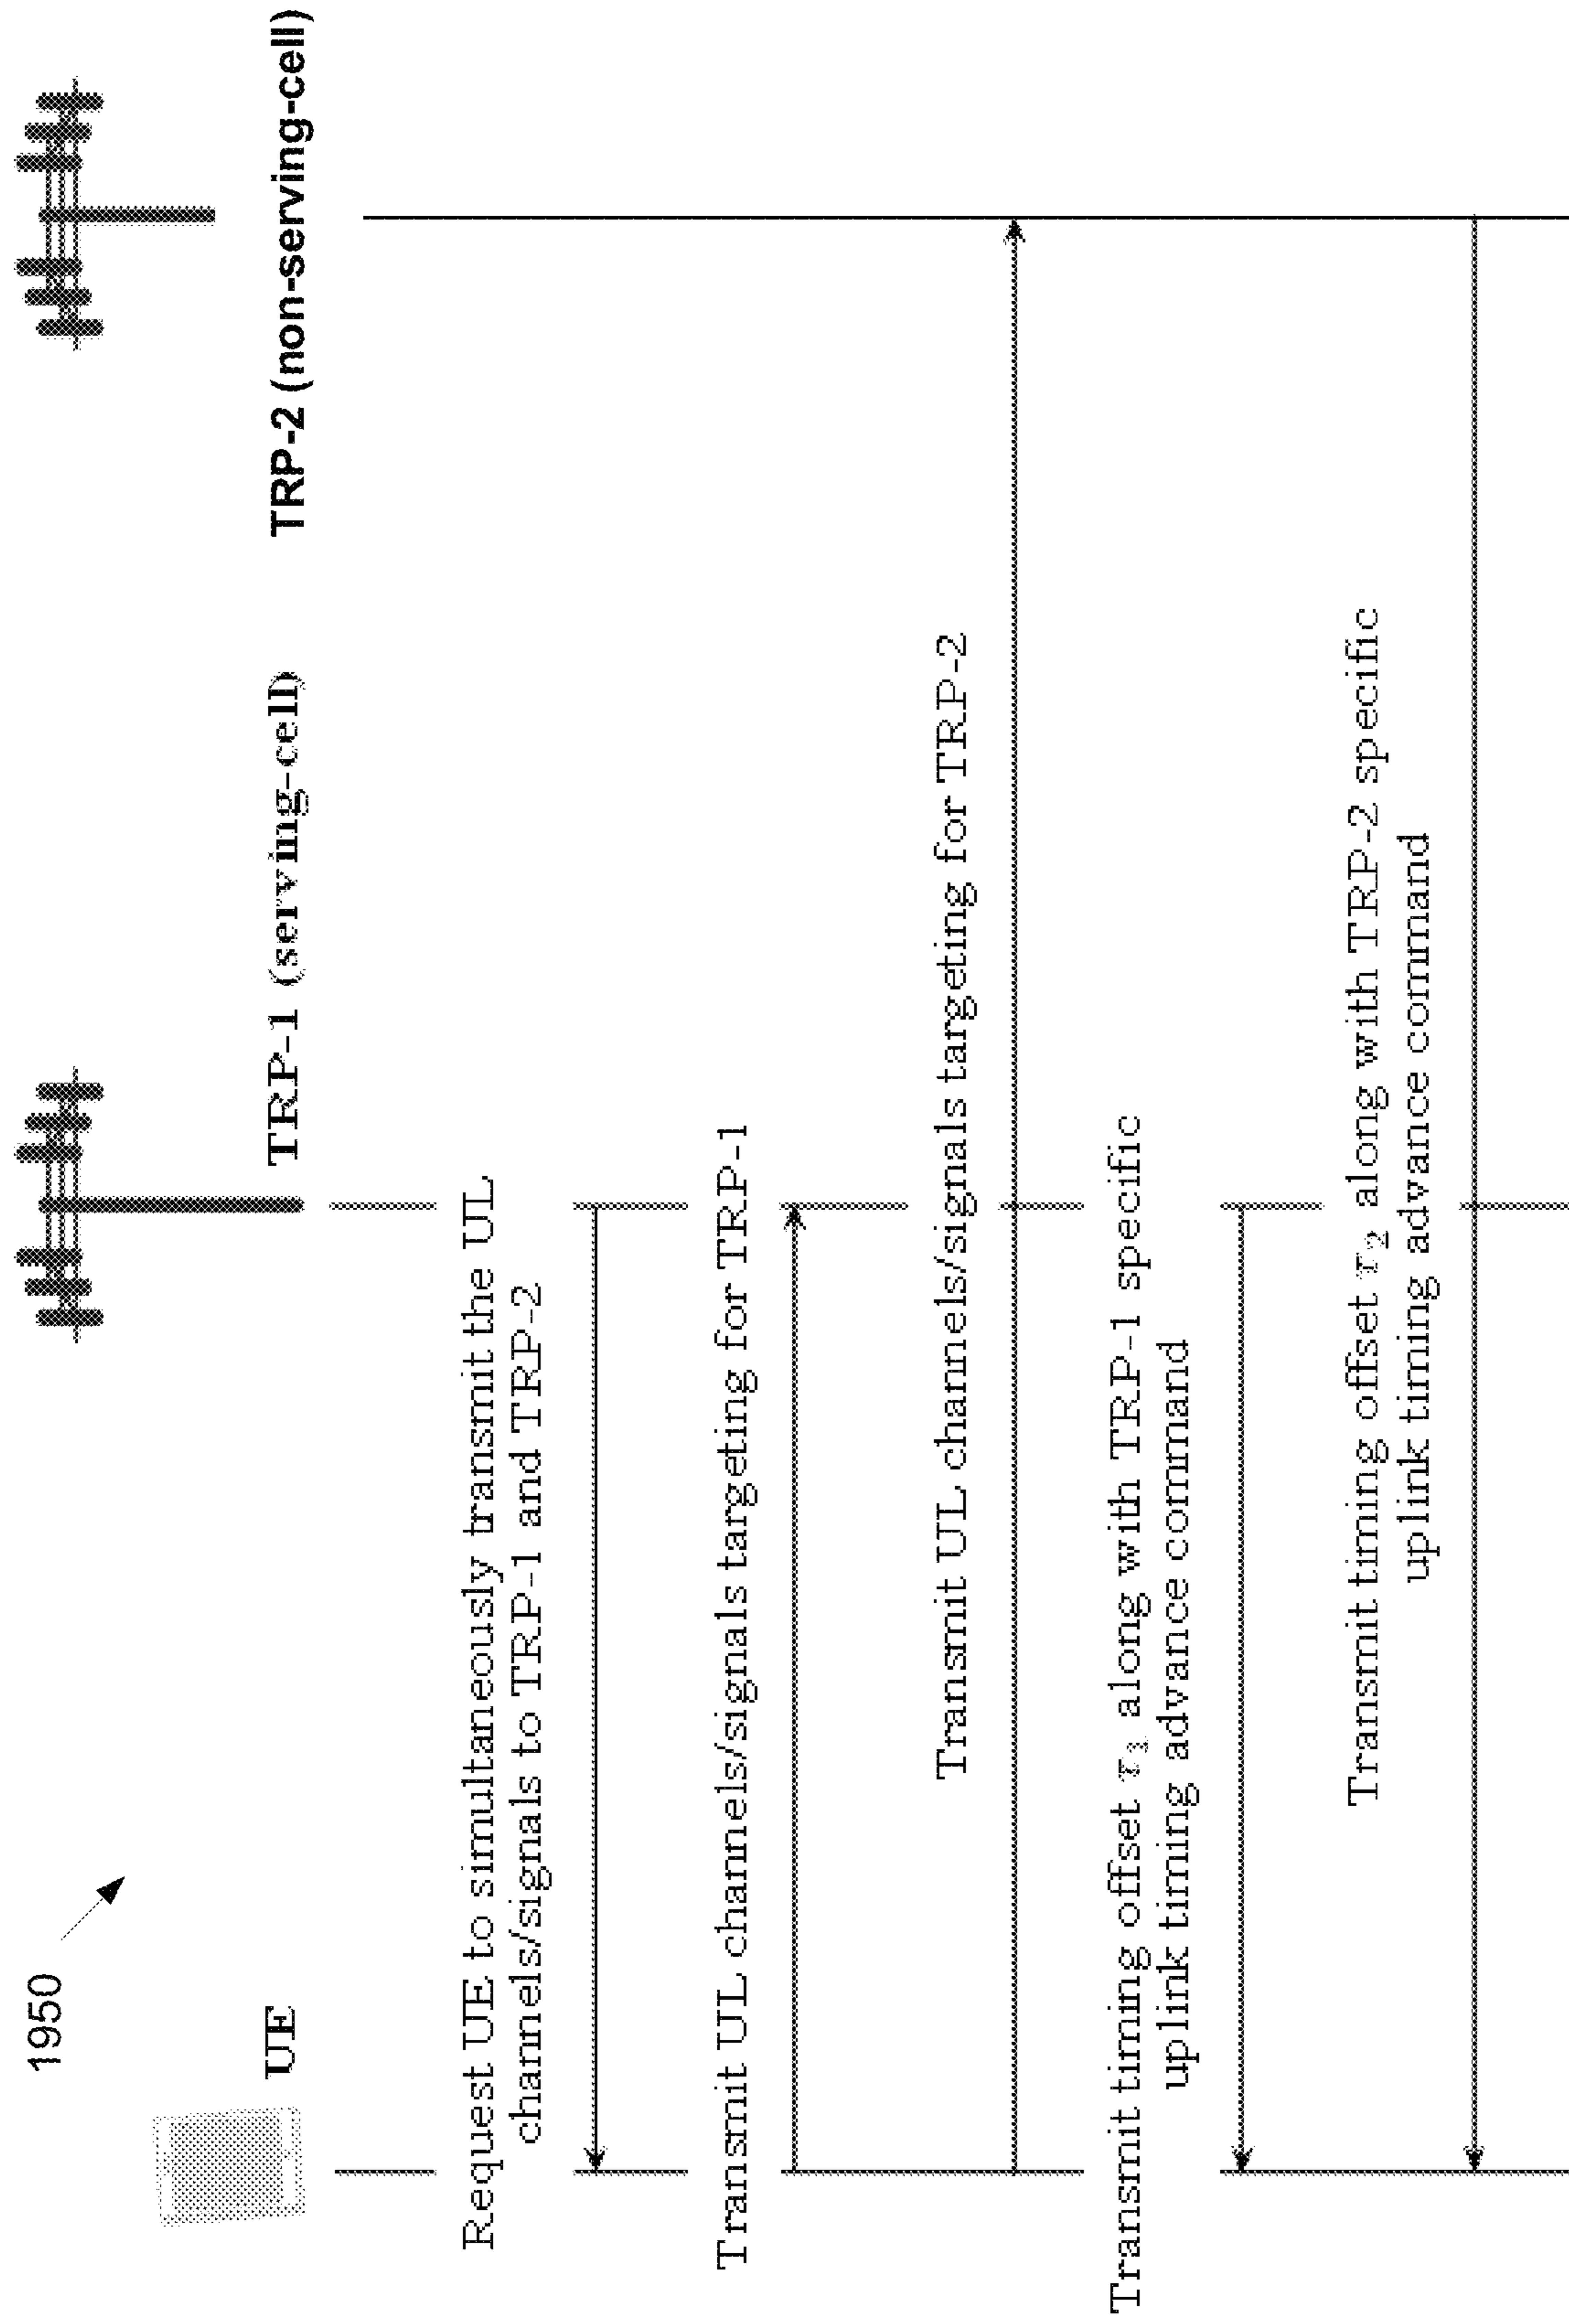 1950
UE
TRP-1 (serving-cell)
TRP-2 (non-serving-cell)
Request UE to simultaneously transmit the UL
channels/signals to TRP-1 and TRP-2
Transmit UL channels/signals targeting for TRP-1
Transmit UL channels/signals targeting for TRP-2
Transmit timing offset τ₁ along with TRP-1 specific
uplink timing advance command
Transmit timing offset τ₂ along with TRP-2 specific
uplink timing advance command